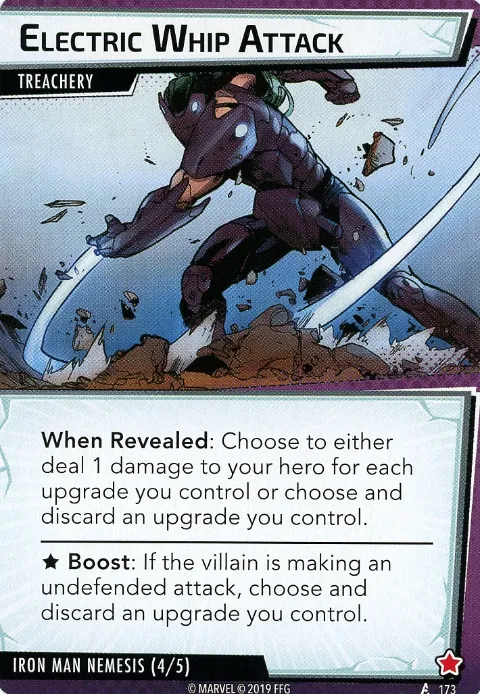 Electric Whip Attack
TREACHERY
When Revealed: Choose to either
deal 1 damage to your hero for each
upgrade you control or choose and
discard an upgrade you control.
★ Boost: If the villain is making an
undefended attack, choose and
discard an upgrade you control.
IRON MAN NEMESIS (4/5)
© MARVEL © 2019 FFG
173